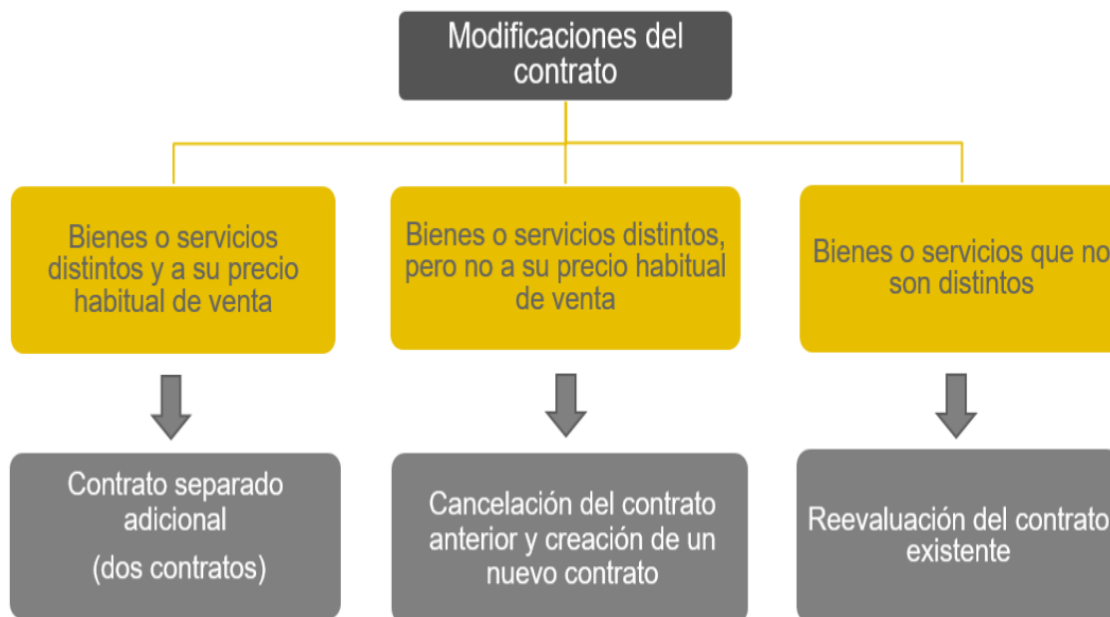 Modificaciones del
contrato
Bienes o servicios
distintos y a su precio
habitual de venta
Bienes o servicios distintos,
pero no a su precio habitual
de venta
Bienes o servicios que no
son distintos
Contrato separado
adicional
(dos contratos)
Cancelación del contrato
anterior y creación de un
nuevo contrato
Reevaluación del contrato
existente